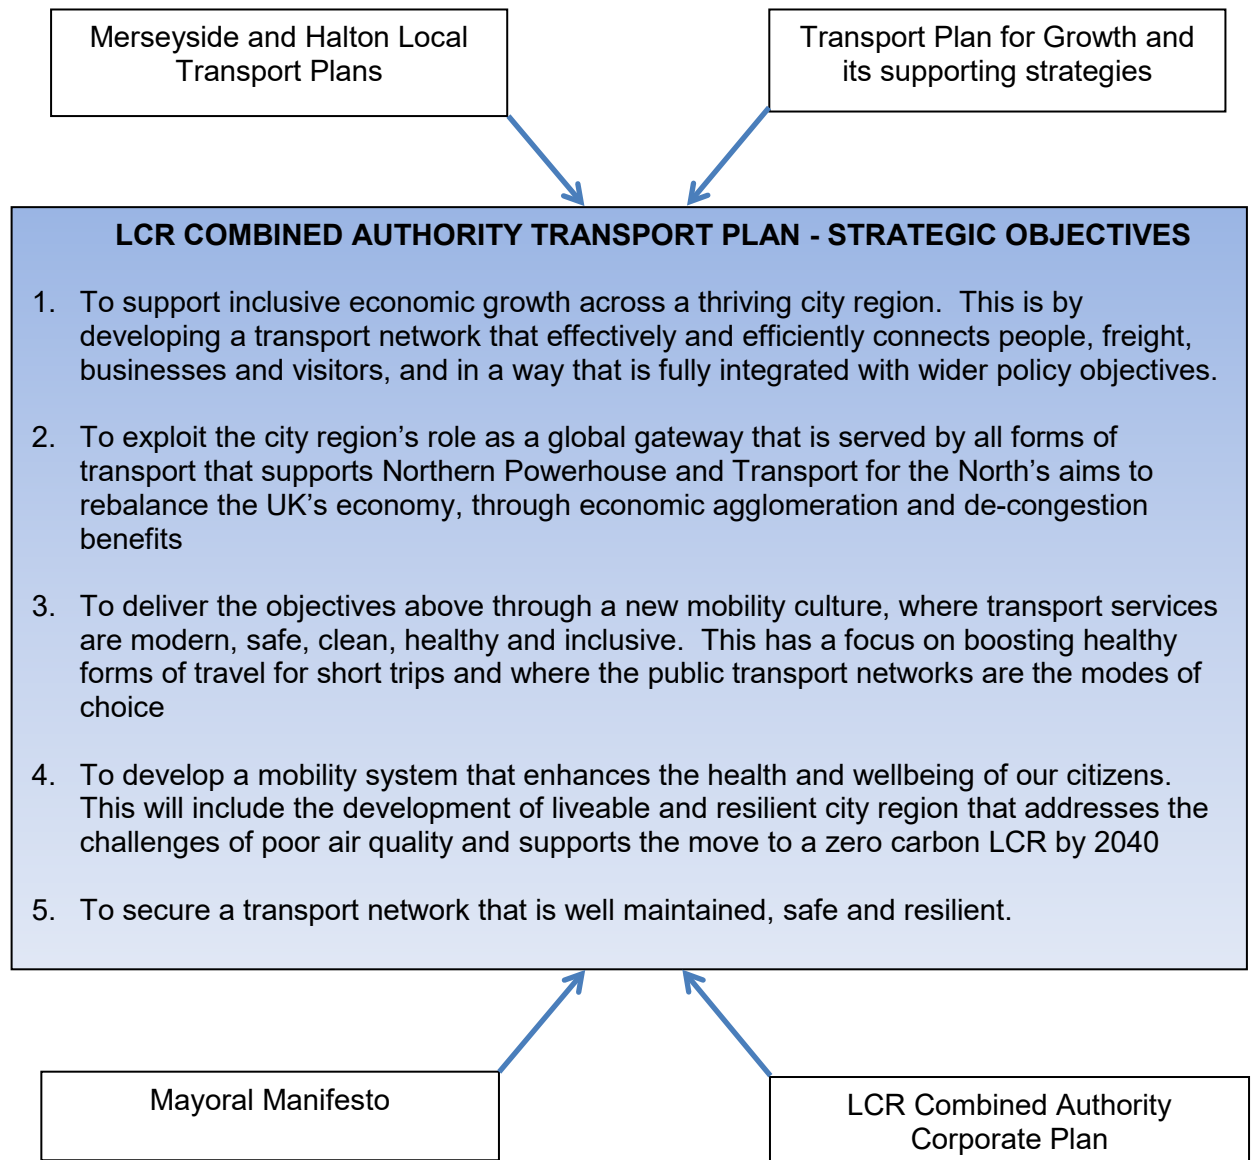 Merseyside and Halton Local
Transport Plans
Transport Plan for Growth and
its supporting strategies
LCR COMBINED AUTHORITY TRANSPORT PLAN - STRATEGIC OBJECTIVES
1. To support inclusive economic growth across a thriving city region.  This is by
developing a transport network that effectively and efficiently connects people, freight,
businesses and visitors, and in a way that is fully integrated with wider policy objectives.
2. To exploit the city region’s role as a global gateway that is served by all forms of
transport that supports Northern Powerhouse and Transport for the North’s aims to
rebalance the UK’s economy, through economic agglomeration and de-congestion
benefits
3. To deliver the objectives above through a new mobility culture, where transport services
are modern, safe, clean, healthy and inclusive.  This has a focus on boosting healthy
forms of travel for short trips and where the public transport networks are the modes of
choice
4. To develop a mobility system that enhances the health and wellbeing of our citizens.
This will include the development of liveable and resilient city region that addresses the
challenges of poor air quality and supports the move to a zero carbon LCR by 2040
5. To secure a transport network that is well maintained, safe and resilient.
Mayoral Manifesto
LCR Combined Authority
Corporate Plan